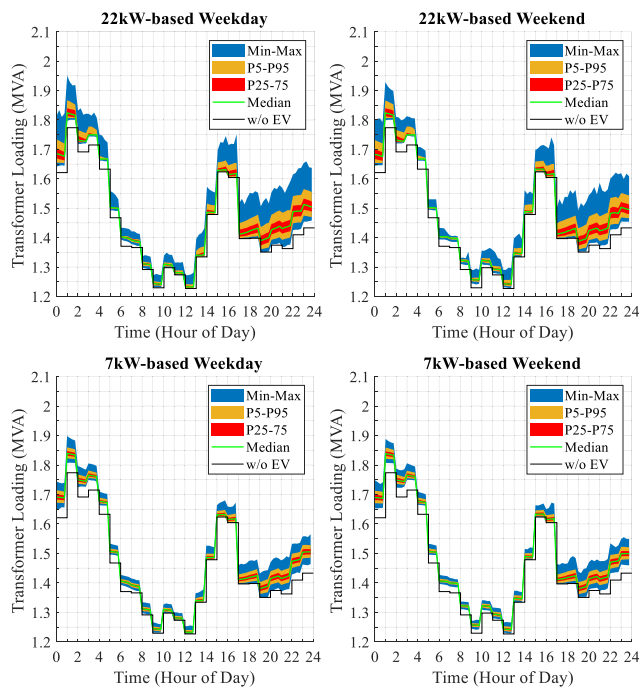 22kW-based Weekday
2.1
2
1.9
1.8
1.7
1.6
1.5
1.4
1.3
1.2
Transformer Loading (MVA)
Min-Max
P5-P95
P25-75
Median
w/o EV
0 2 4 6 8 10 12 14 16 18 20 22 24
Time (Hour of Day)
22kW-based Weekend
2.1
2
1.9
1.8
1.7
1.6
1.5
1.4
1.3
1.2
Transformer Loading (MVA)
Min-Max
P5-P95
P25-P75
Median
w/o EV
0 2 4 6 8 10 12 14 16 18 20 22 24
Time (Hour of Day)
7kW-based Weekday
2.1
2
1.9
1.8
1.7
1.6
1.5
1.4
1.3
1.2
Transformer Loading (MVA)
Min-Max
P5-P95
P25-75
Median
w/o EV
0 2 4 6 8 10 12 14 16 18 20 22 24
Time (Hour of Day)
7kW-based Weekend
2.1
2
1.9
1.8
1.7
1.6
1.5
1.4
1.3
1.2
Transformer Loading (MVA)
Min-Max
P5-P95
P25-P75
Median
w/o EV
0 2 4 6 8 10 12 14 16 18 20 22 24
Time (Hour of Day)